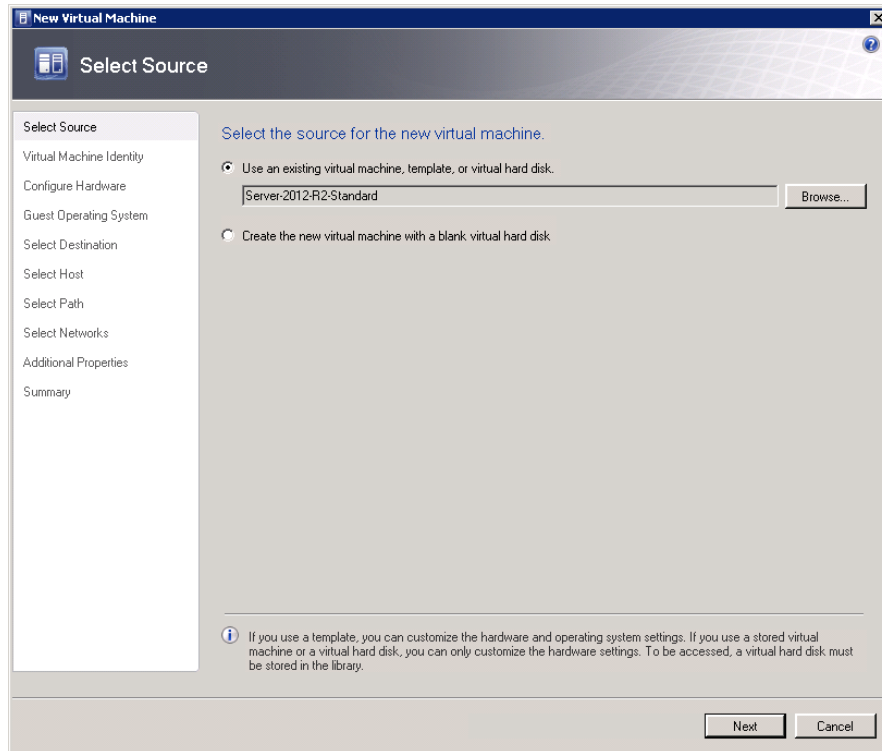 New Virtual Machine
Select Source
Select Source
Virtual Machine Identity
Configure Hardware
Guest Operating System
Select Destination
Select Host
Select Path
Select Networks
Additional Properties
Summary
Select the source for the new virtual machine.
Use an existing virtual machine, template, or virtual hard disk.
Server-2012-R2-Standard
Browse...
Create the new virtual machine with a blank virtual hard disk
If you use a template, you can customize the hardware and operating system settings. If you use a stored virtual
machine or a virtual hard disk, you can only customize the hardware settings. To be accessed, a virtual hard disk must
be stored in the library.
Next
Cancel